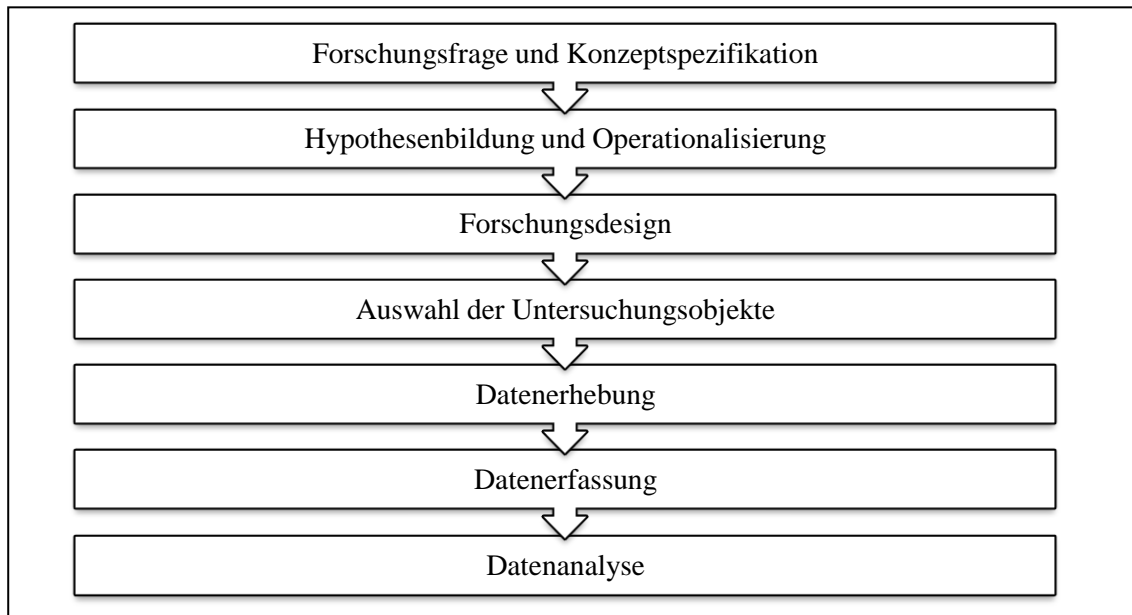 Forschungsfrage und Konzeptspezifikation
Hypothesenbildung und Operationalisierung
Forschungsdesign
Auswahl der Untersuchungsobjekte
Datenerhebung
Datenerfassung
Datenanalyse